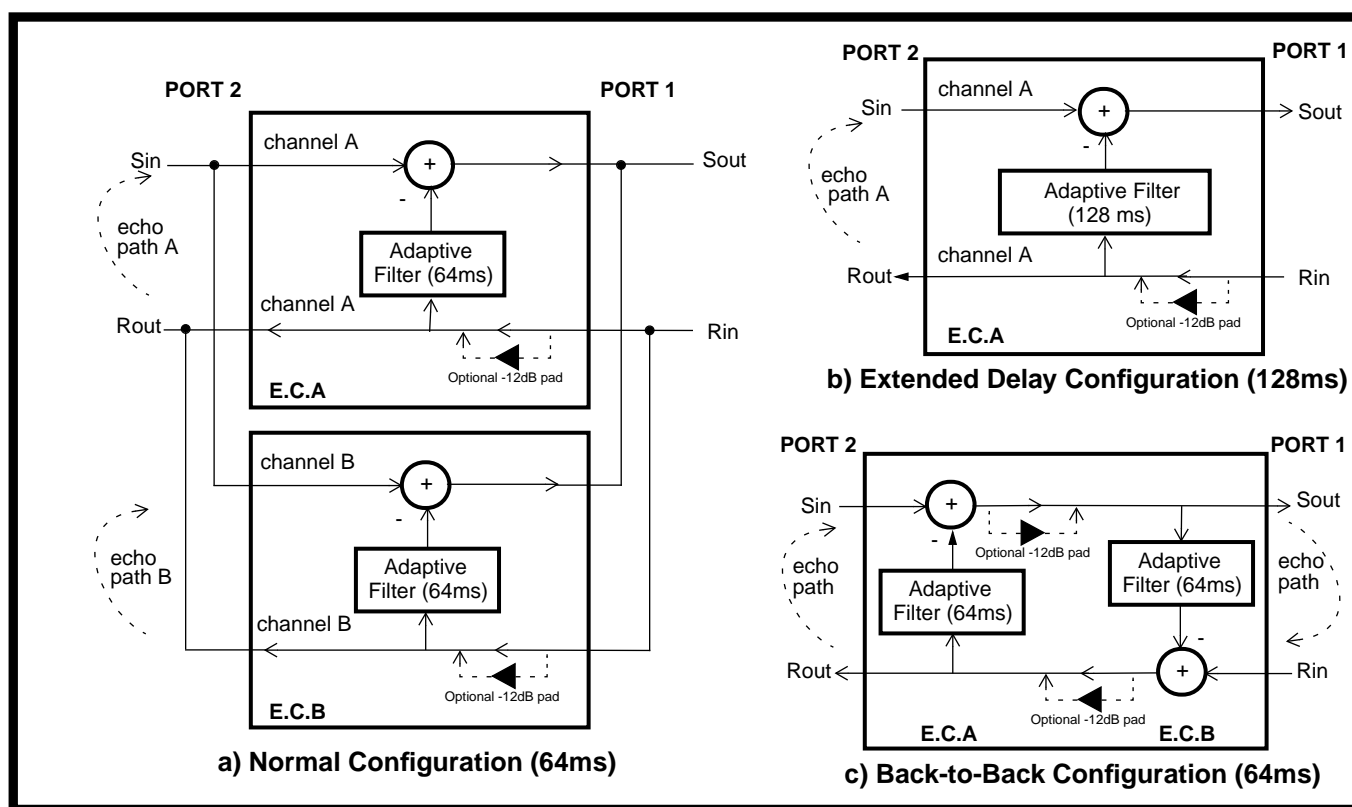 PORT 2
PORT 1
Sin
channel A
+
Sout
-
echo
path A
Adaptive
Filter (64ms)
channel A
Rout
Rin
Optional -12dB pad
E.C.A
channel B
+
-
echo
path B
Adaptive
Filter (64ms)
channel B
Optional -12dB pad
E.C.B
a) Normal Configuration (64ms)
PORT 2
PORT 1
Sin
channel A
+
Sout
-
echo
path A
Adaptive Filter
(128 ms)
channel A
Rout
Rin
Optional -12dB pad
E.C.A
b) Extended Delay Configuration (128ms)
PORT 2
PORT 1
Sin
+
Sout
-
Optional -12dB pad
echo
path
Adaptive
Filter (64ms)
Adaptive
Filter (64ms)
echo
path
-
Rout
+
Rin
Optional -12dB pad
E.C.A
E.C.B
c) Back-to-Back Configuration (64ms)